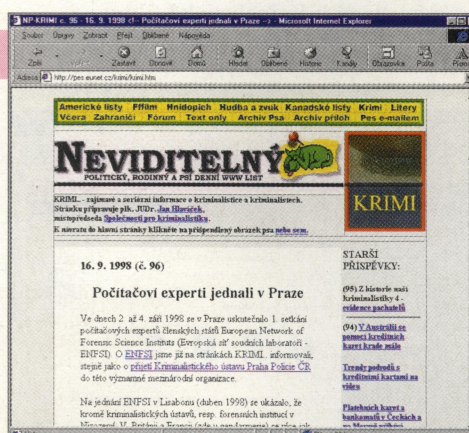 NP-KRIMI c. 96 - 16. 9. 1998 <!-- Počítačoví experti jednali v Praze --> - Microsoft Internet Explorer
Soubor Úpravy Zobrazit Přejít Oblíbené Nápověda
Zpět Zastavit Obnovit Domů Hledat Oblíbené Historie Kanály Obrazovka Pošta
Adresa http://pes.eunet.cz/krimi/krimi.htm
Americké listy Ffilm Hnidopich Hudba a zvuk Kanadské listy Krimi Litery
Včera Zahraničí Fórum Text only Archiv Psa Archiv příloh Pes e-mailem
NEVIDITELNÝ
POLITICKÝ, RODINNÝ A PSÍ DENNÍ WWW LIST
KRIMI
KRIMI. - zajímavé a seriózní informace o kriminalistice a kriminalistech.
Stránku připravuje plk. JUDr. Jan Hlaváček,
místopředseda Společnosti pro kriminalistiku.
K návratu do hlavní stránky klikněte na přišpendlený obrázek psa nebo sem.
16. 9. 1998 (č. 96)
Počítačoví experti jednali v Praze
Ve dnech 2. až 4. září 1998 se v Praze uskutečnilo 1. setkání
počítačových expertů členských států European Network of
Forensic Science Institutu (Evropská síť soudních laboratoří -
ENFSI). O ENFSI jsme již na stránkách KRIMI. informovali,
stejně jako o přijetí Kriminalistického ústavu Praha Policie ČR
do této významné mezinárodní organizace.
Na jednání ENFSI v Lisabonu (duben 1998) se ukázalo, že
kromě kriminalistických ústavů, resp. forensních institucí v
STARŠÍ
PŘÍSPĚVKY:
(95) Z historie naší
kriminalistiky 4 -
evidence pachatelů
(94) V Austrálii se
pomocí kreditních
karet krade málo
Trendy podvodů s
kreditními kartami na
videu
Platebních karet a
bankomatů v Čechách a